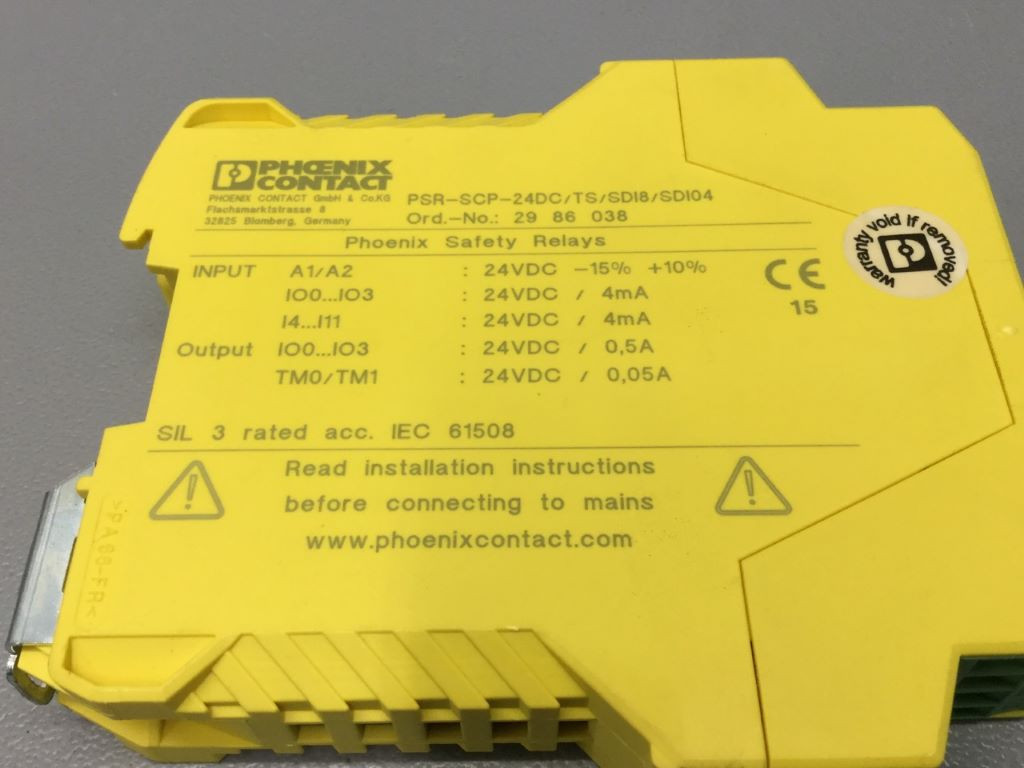 PHOENIX
CONTACT
PHOENIX CONTACT GmbH & Co.KG
Flachsmarktstrasse 8
32825 Blomberg, Germany
PSR-SCP-24DC/TS/SDI8/SDIO4
Ord.-No.: 29 86 038
Phoenix Safety Relays
INPUT A1/A2 : 24VDC -15% +10%
IO0...IO3 : 24VDC / 4mA
I4...I11 : 24VDC / 4mA
Output IO0...IO3 : 24VDC / 0,5A
TM0/TM1 : 24VDC / 0,05A
CE
15
warranty void if removed!
SIL 3 rated acc. IEC 61508
Read installation instructions
before connecting to mains
www.phoenixcontact.com
>PA66-FR<